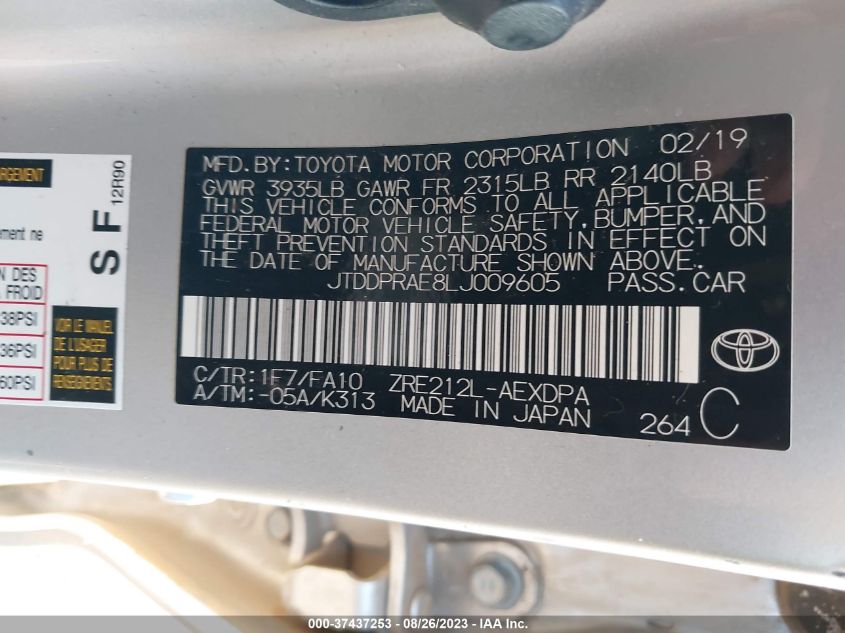 ARGEMENT
ement ne
N DES
A FROID
38PSI
36PSI
60PSI
S F
12R90
VOIR LE MANUEL
DE L'USAGER
POUR PLUS DE
RENSEIGNEMENTS
MFD.BY:TOYOTA MOTOR CORPORATION 02/19
GVWR 3935LB GAWR FR 2315LB RR 2140LB
THIS VEHICLE CONFORMS TO ALL APPLICABLE
FEDERAL MOTOR VEHICLE SAFETY, BUMPER, AND
THEFT PREVENTION STANDARDS IN EFFECT ON
THE DATE OF MANUFACTURE SHOWN ABOVE.
JTDDPRAE8LJ009605 PASS.CAR
C/TR:1F7/FA10 ZRE212L-AEXDPA
A/TM:-05A/K313 MADE IN JAPAN
264 C
000-37437253 - 08/26/2023 - IAA Inc.